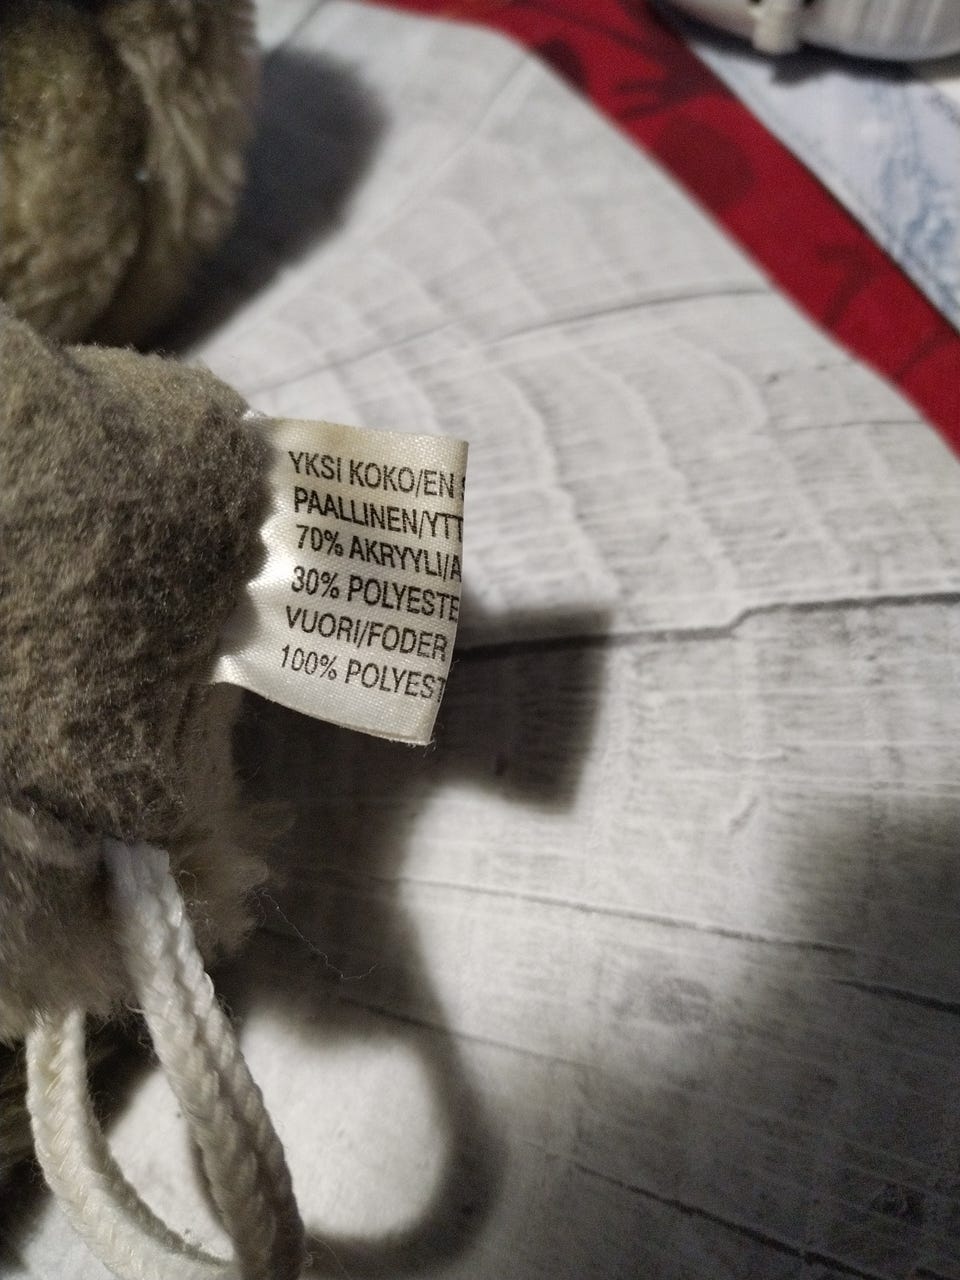 YKSI KOKO/EN
PAALLINEN/YTT
70% AKRYYLI/A
30% POLYESTE
VUORI/FODER
100% POLYEST